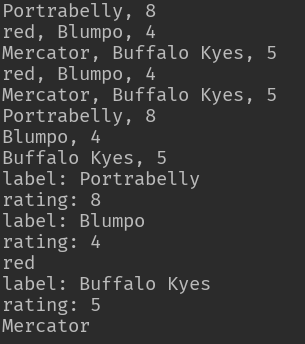 Portrabelly, 8
red, Blumpo, 4
Mercator, Buffalo Kyes, 5
red, Blumpo, 4
Mercator, Buffalo Kyes, 5
Portrabelly, 8
Blumpo, 4
Buffalo Kyes, 5
label: Portrabelly
rating: 8
label: Blumpo
rating: 4
red
label: Buffalo Kyes
rating: 5
Mercator